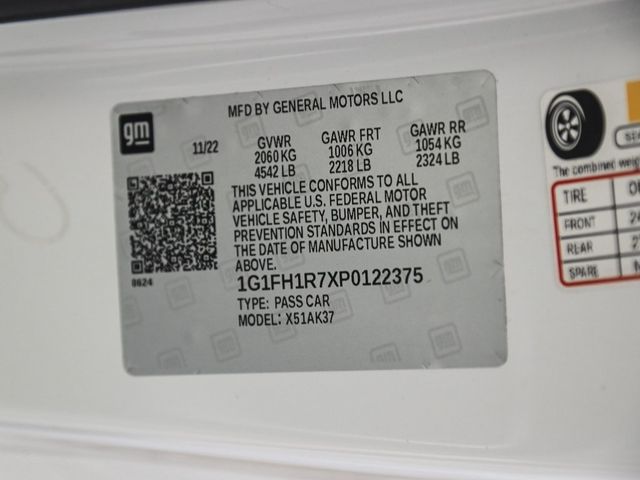 MFD BY GENERAL MOTORS LLC
gm
11/22
GVWR
2060 KG
4542 LB
GAWR FRT
1006 KG
2218 LB
GAWR RR
1054 KG
2324 LB
THIS VEHICLE CONFORMS TO ALL
APPLICABLE U.S. FEDERAL MOTOR
VEHICLE SAFETY, BUMPER, AND THEFT
PREVENTION STANDARDS IN EFFECT ON
THE DATE OF MANUFACTURE SHOWN
ABOVE.
8624
1G1FH1R7XP0122375
TYPE: PASS CAR
MODEL: X51AK37
The combined
TIRE
FRONT
REAR
SPARE